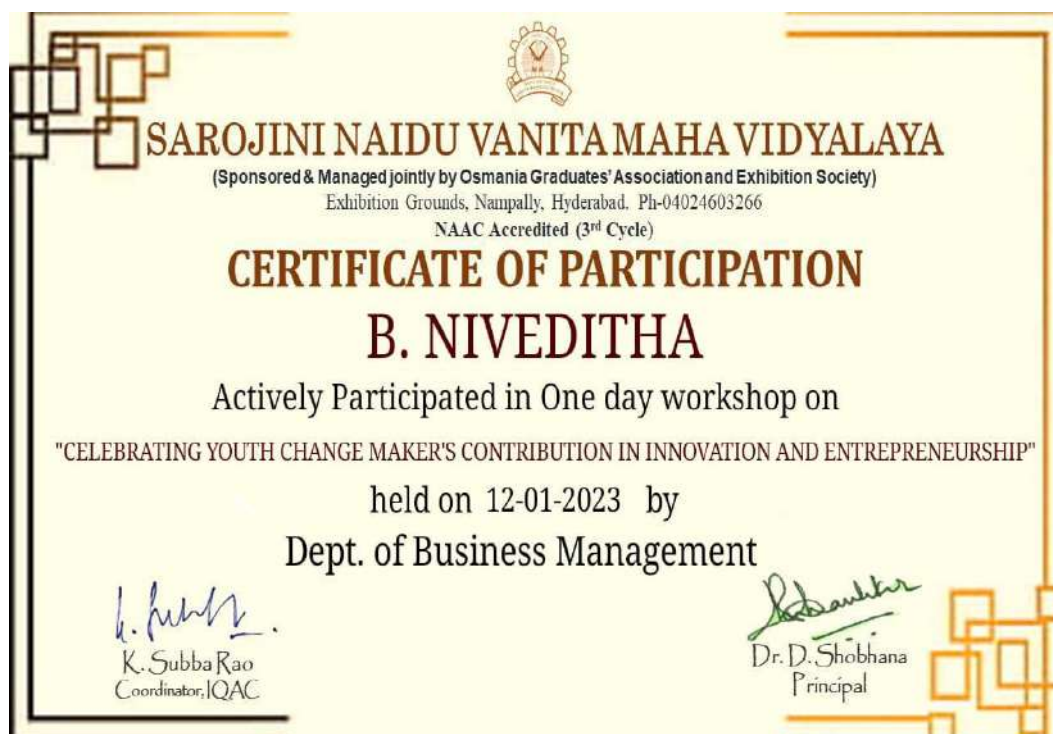 SAROJINI NAIDU VANITA MAHA VIDYALAYA
(Sponsored & Managed jointly by Osmania Graduates' Association and Exhibition Society)
Exhibition Grounds, Nampally, Hyderabad. Ph-04024603266
NAAC Accredited (3rd Cycle)
CERTIFICATE OF PARTICIPATION
B. NIVEDITHA
Actively Participated in One day workshop on
"CELEBRATING YOUTH CHANGE MAKER'S CONTRIBUTION IN INNOVATION AND ENTREPRENEURSHIP"
held on 12-01-2023 by
Dept. of Business Management
K. Subba Rao
Coordinator, IQAC
Dr. D. Shobhana
Principal